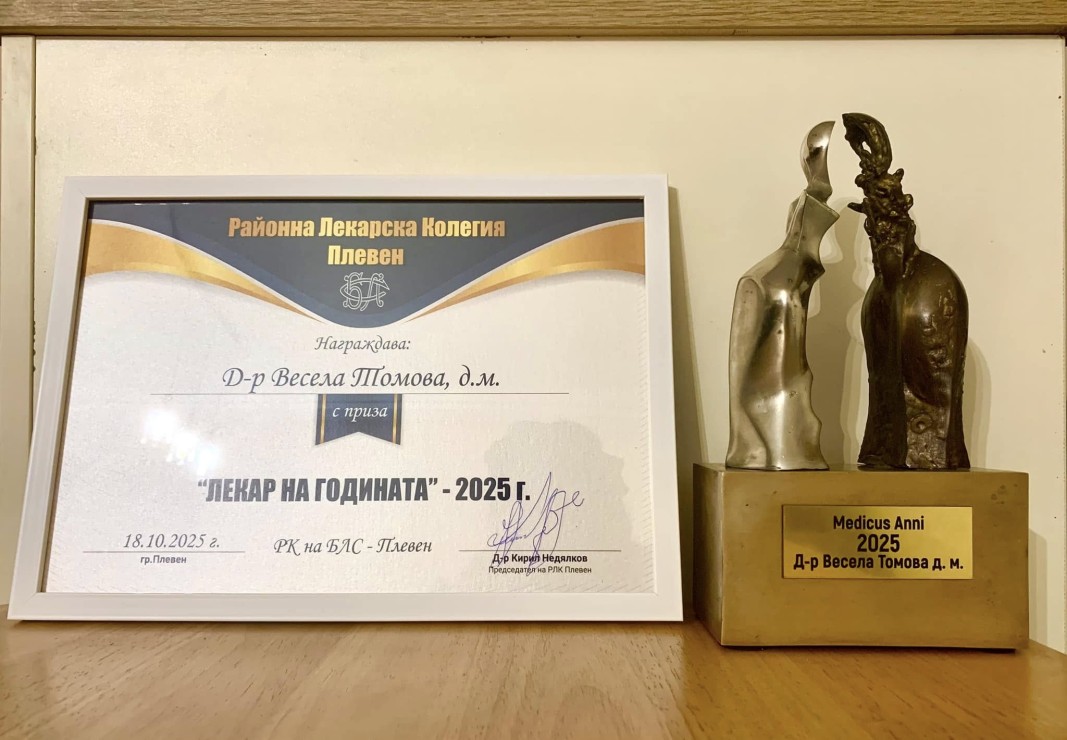 Районна Лекарска Колегия
Плевен
Награждава:
Д-р Весела Томова, д.м.
с приза
“ЛЕКАР НА ГОДИНАТА” - 2025 г.
18.10.2025 г.
гр.Плевен
РК на БЛС - Плевен
Д-р Кирил Недялков
Председател на РЛК Плевен
Medicus Anni
2025
Д-р Весела Томова д. м.